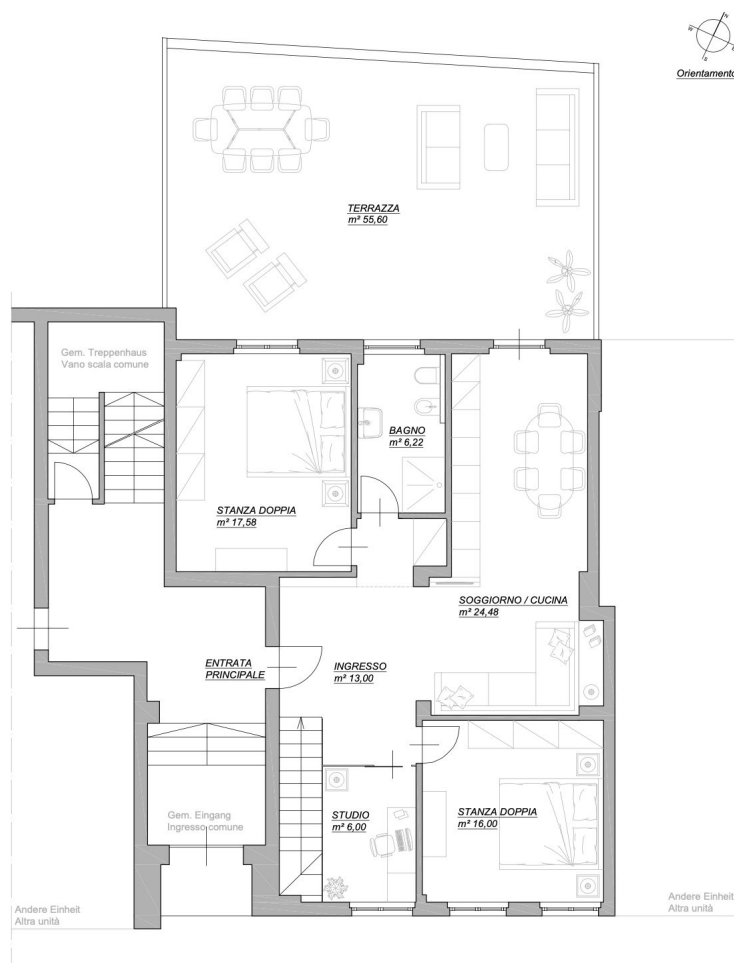 N
W
S
Orientamento
TERRAZZA
m² 55,60
Gem. Treppenhaus
Vano scala comune
BAGNO
m² 6,22
STANZA DOPPIA
m² 17,58
SOGGIORNO / CUCINA
m² 24,48
ENTRATA
PRINCIPALE
INGRESSO
m² 13,00
Gem. Eingang
Ingresso comune
STUDIO
m² 6,00
STANZA DOPPIA
m² 16,00
Andere Einheit
Altra unità
Andere Einheit
Altra unità